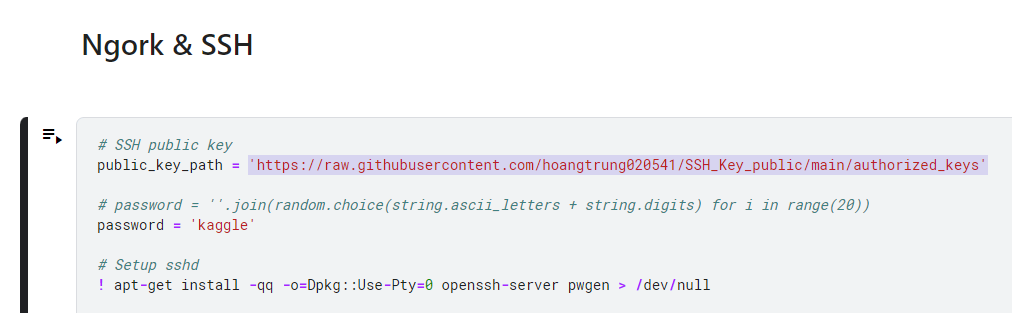 Ngork & SSH
# SSH public key
public_key_path = 'https://raw.githubusercontent.com/hoangtrung020541/SSH_Key_public/main/authorized_keys'
# password = ''.join(random.choice(string.ascii_letters + string.digits) for i in range(20))
password = 'kaggle'
# Setup sshd
! apt-get install -qq -o=Dpkg::Use-Pty=0 openssh-server pwgen > /dev/null